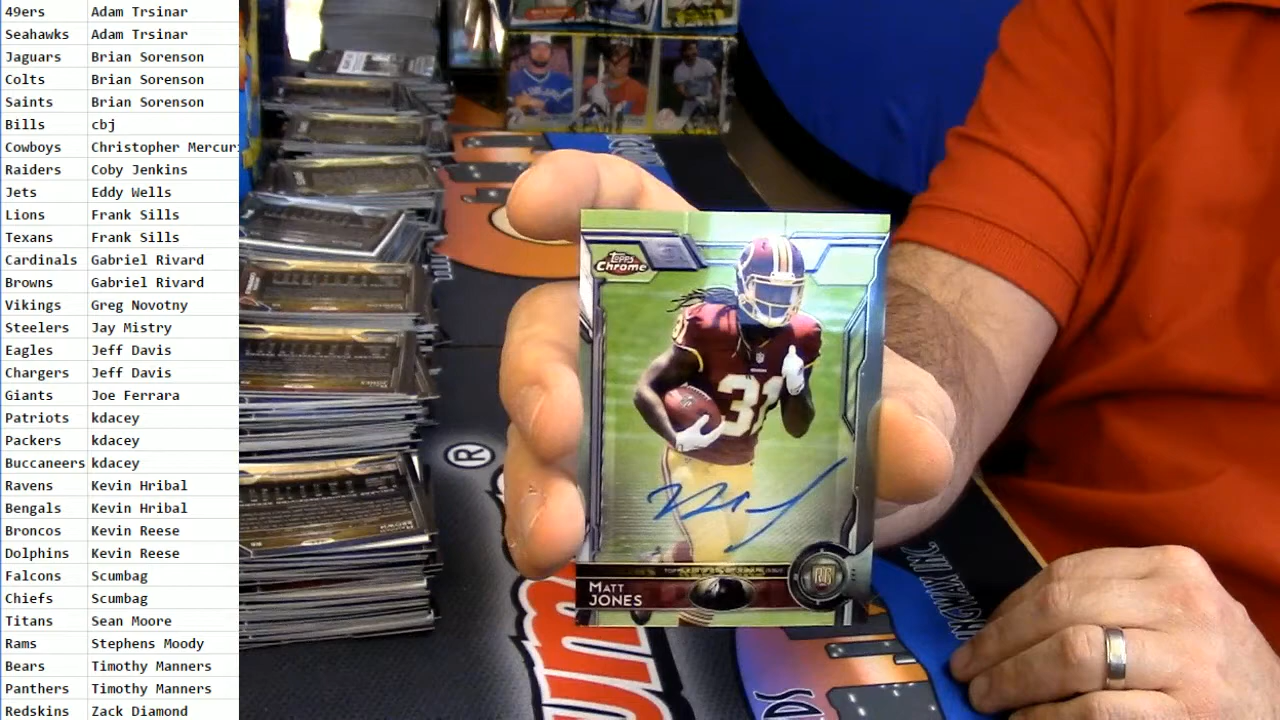 49ers Adam Trsinar
Seahawks Adam Trsinar
Jaguars Brian Sorenson
Colts Brian Sorenson
Saints Brian Sorenson
Bills cbj
Cowboys Christopher Mercuri
Raiders Coby Jenkins
Jets Eddy Wells
Lions Frank Sills
Texans Frank Sills
Cardinals Gabriel Rivard
Browns Gabriel Rivard
Vikings Greg Novotny
Steelers Jay Mistry
Eagles Jeff Davis
Chargers Jeff Davis
Giants Joe Ferrara
Patriots kdacey
Packers kdacey
Buccaneers kdacey
Ravens Kevin Hribal
Bengals Kevin Hribal
Broncos Kevin Reese
Dolphins Kevin Reese
Falcons Scumbag
Chiefs Scumbag
Titans Sean Moore
Rams Stephens Moody
Bears Timothy Manners
Panthers Timothy Manners
Redskins Zack Diamond
TOPPS
Chrome
31
MATT
JONES
®